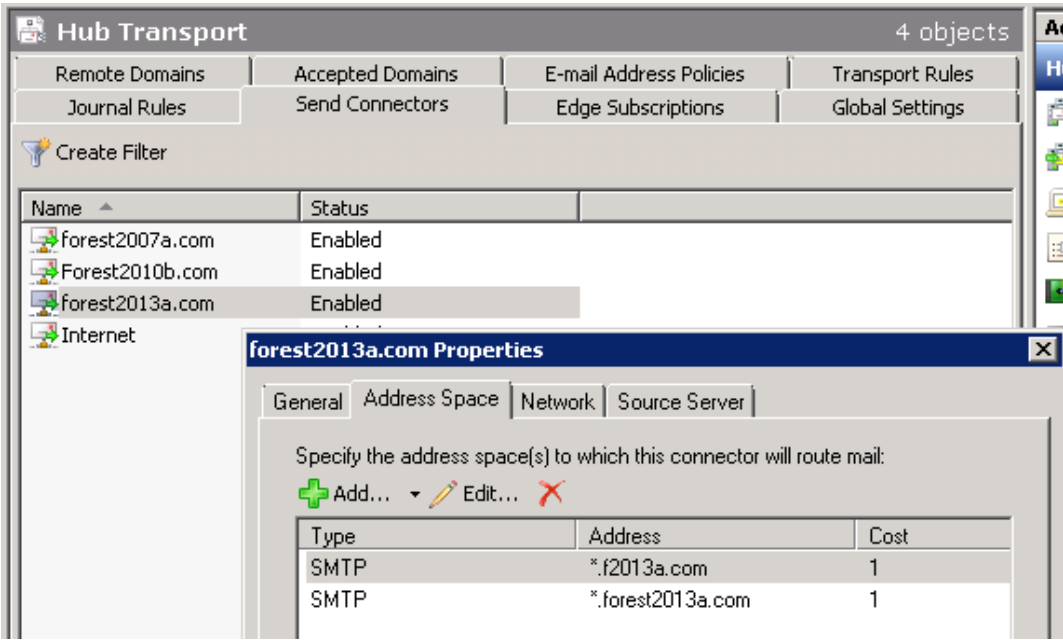 Hub Transport 4 objects
Remote Domains Accepted Domains E-mail Address Policies Transport Rules
Journal Rules Send Connectors Edge Subscriptions Global Settings
Create Filter
Name Status
forest2007a.com Enabled
Forest2010b.com Enabled
forest2013a.com Enabled
Internet
forest2013a.com Properties
General Address Space Network Source Server
Specify the address space(s) to which this connector will route mail:
Add... Edit...
Type Address Cost
SMTP *.f2013a.com 1
SMTP *.forest2013a.com 1